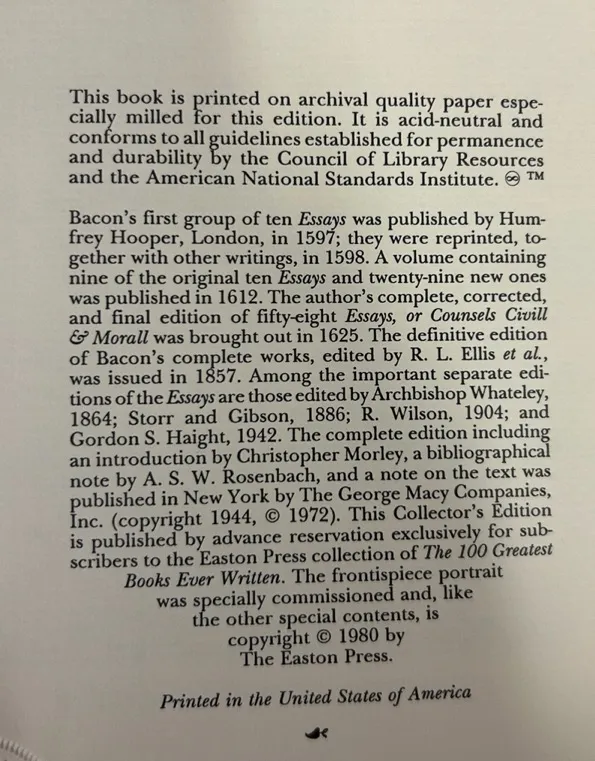 This book is printed on archival quality paper espe-
cially milled for this edition. It is acid-neutral and
conforms to all guidelines established for permanence
and durability by the Council of Library Resources
and the American National Standards Institute. ♾ ™
Bacon's first group of ten Essays was published by Hum-
frey Hooper, London, in 1597; they were reprinted, to-
gether with other writings, in 1598. A volume containing
nine of the original ten Essays and twenty-nine new ones
was published in 1612. The author's complete, corrected,
and final edition of fifty-eight Essays, or Counsels Civill
& Morall was brought out in 1625. The definitive edition
of Bacon's complete works, edited by R. L. Ellis et al.,
was issued in 1857. Among the important separate edi-
tions of the Essays are those edited by Archbishop Whateley,
1864; Storr and Gibson, 1886; R. Wilson, 1904; and
Gordon S. Haight, 1942. The complete edition including
an introduction by Christopher Morley, a bibliographical
note by A. S. W. Rosenbach, and a note on the text was
published in New York by The George Macy Companies,
Inc. (copyright 1944, © 1972). This Collector's Edition
is published by advance reservation exclusively for sub-
scribers to the Easton Press collection of The 100 Greatest
Books Ever Written. The frontispiece portrait
was specially commissioned and, like
the other special contents, is
copyright © 1980 by
The Easton Press.
Printed in the United States of America